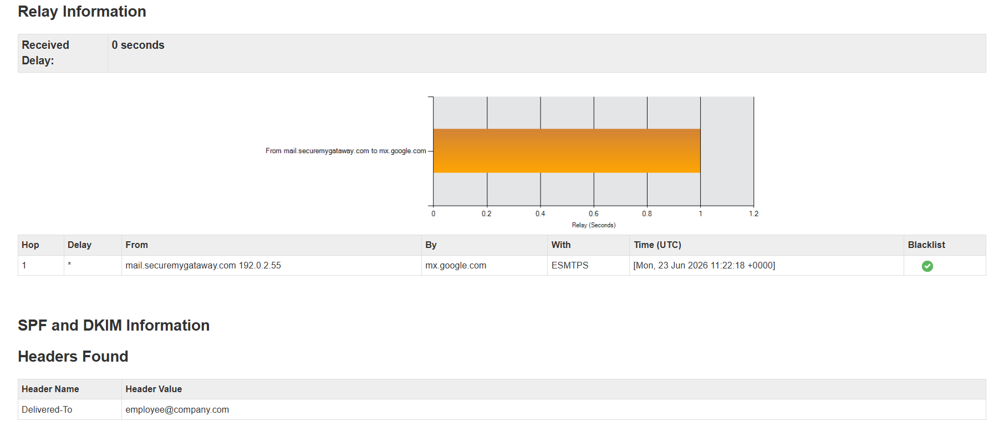 Relay Information
Received
Delay:
0 seconds
From mail.securemygataway.com to mx.google.com
0 0.2 0.4 0.6 0.8 1 1.2
Relay (Seconds)
Hop Delay From By With Time (UTC) Blacklist
1 * mail.securemygataway.com 192.0.2.55 mx.google.com ESMTPS [Mon, 23 Jun 2026 11:22:18 +0000]
SPF and DKIM Information
Headers Found
Header Name Header Value
Delivered-To employee@company.com